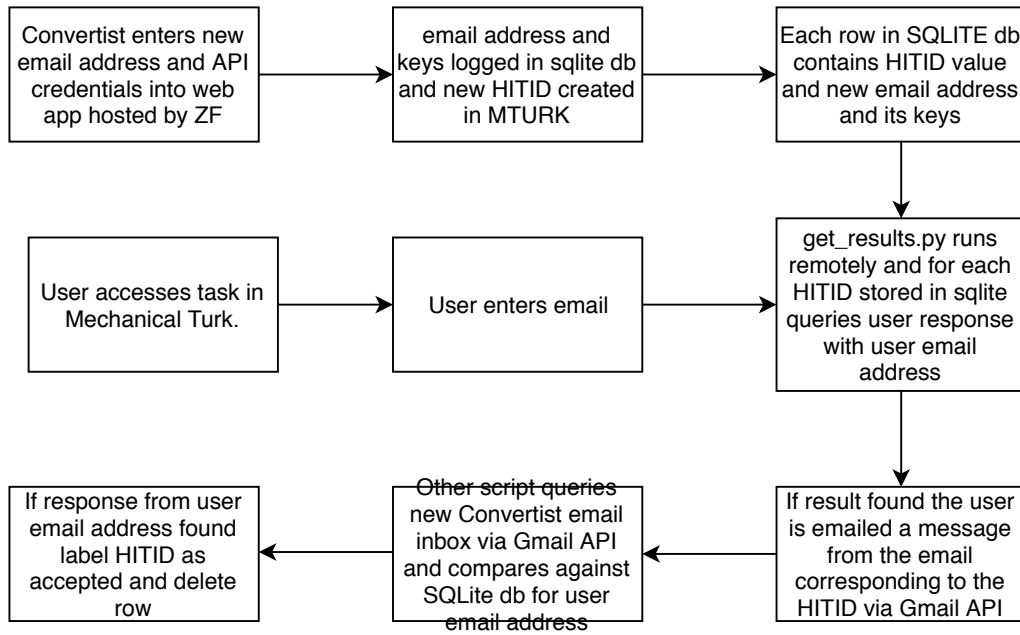 Convertist enters new
email address and API
credentials into web
app hosted by ZF
email address and
keys logged in sqlite db
and new HITID created
in MTURK
Each row in SQLITE db
contains HITID value
and new email address
and its keys
User accesses task in
Mechanical Turk.
User enters email
get_results.py runs
remotely and for each
HITID stored in sqlite
queries user response
with user email
address
If response from user
email address found
label HITID as
accepted and delete
row
Other script queries
new Convertist email
inbox via Gmail API
and compares against
SQLite db for user
email address
If result found the user
is emailed a message
from the email
corresponding to the
HITID via Gmail API